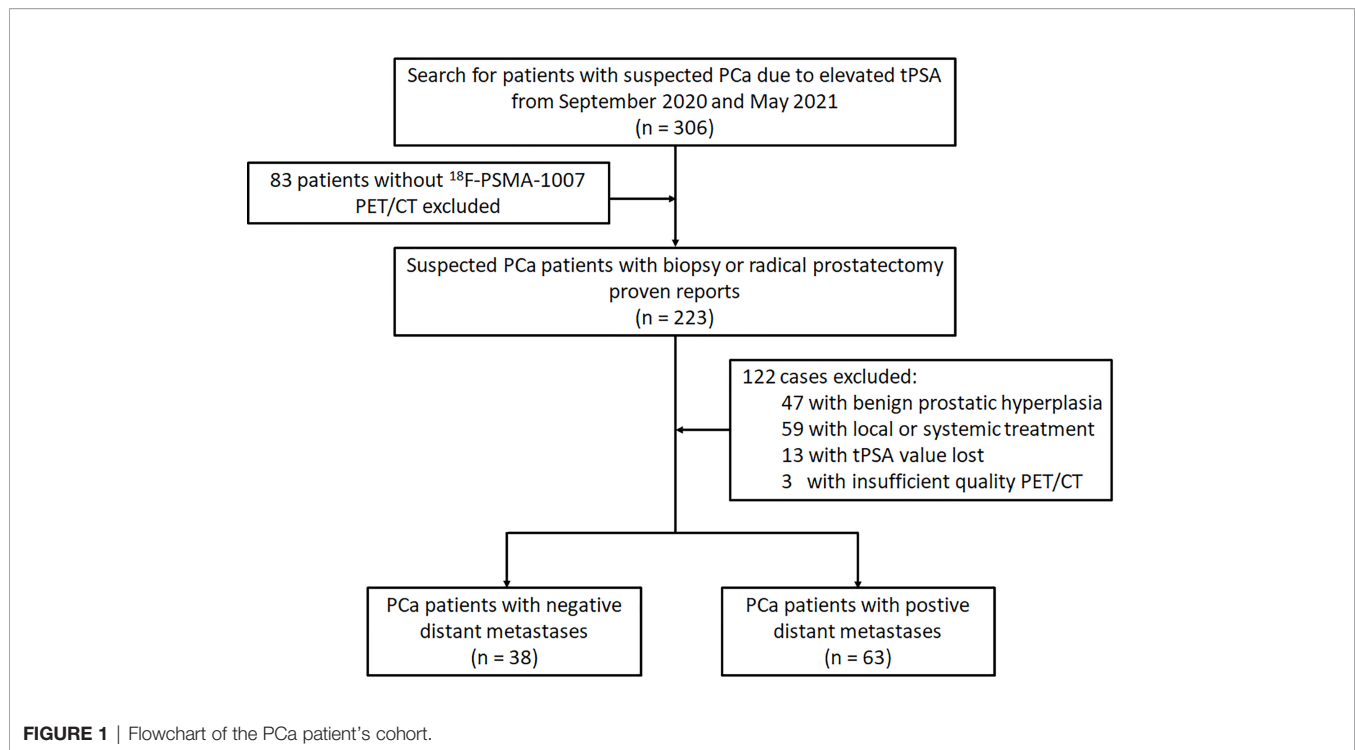 Search for patients with suspected PCa due to elevated tPSA
from September 2020 and May 2021
(n = 306)
83 patients without ¹⁸F-PSMA-1007
PET/CT excluded
Suspected PCa patients with biopsy or radical prostatectomy
proven reports
(n = 223)
122 cases excluded:
47 with benign prostatic hyperplasia
59 with local or systemic treatment
13 with tPSA value lost
3 with insufficient quality PET/CT
PCa patients with negative
distant metastases
(n = 38)
PCa patients with postive
distant metastases
(n = 63)
FIGURE 1 | Flowchart of the PCa patient's cohort.